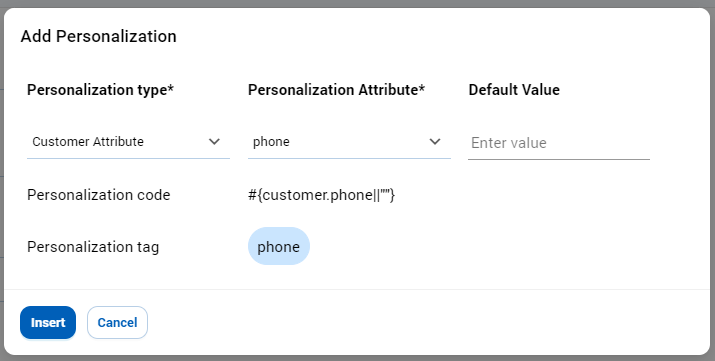 Add Personalization
Personalization type* Personalization Attribute* Default Value
Customer Attribute phone Enter value
Personalization code #{customer.phone||""}
Personalization tag phone
Insert Cancel